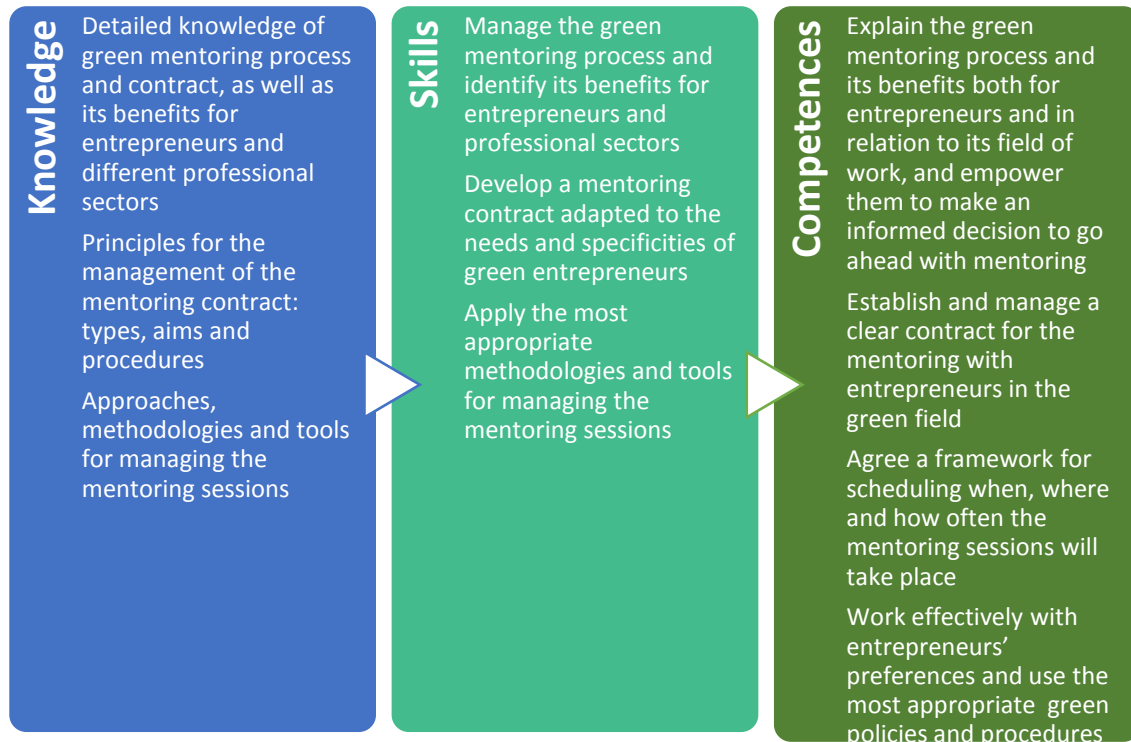 Knowledge
Detailed knowledge of
green mentoring process
and contract, as well as
its benefits for
entrepreneurs and
different professional
sectors
Principles for the
management of the
mentoring contract:
types, aims and
procedures
Approaches,
methodologies and tools
for managing the
mentoring sessions
Skills
Manage the green
mentoring process and
identify its benefits for
entrepreneurs and
professional sectors
Develop a mentoring
contract adapted to the
needs and specificities of
green entrepreneurs
Apply the most
appropriate
methodologies and tools
for managing the
mentoring sessions
Competences
Explain the green
mentoring process and
its benefits both for
entrepreneurs and in
relation to its field of
work, and empower
them to make an
informed decision to go
ahead with mentoring
Establish and manage a
clear contract for the
mentoring with
entrepreneurs in the
green field
Agree a framework for
scheduling when, where
and how often the
mentoring sessions will
take place
Work effectively with
entrepreneurs’
preferences and use the
most appropriate green
policies and procedures